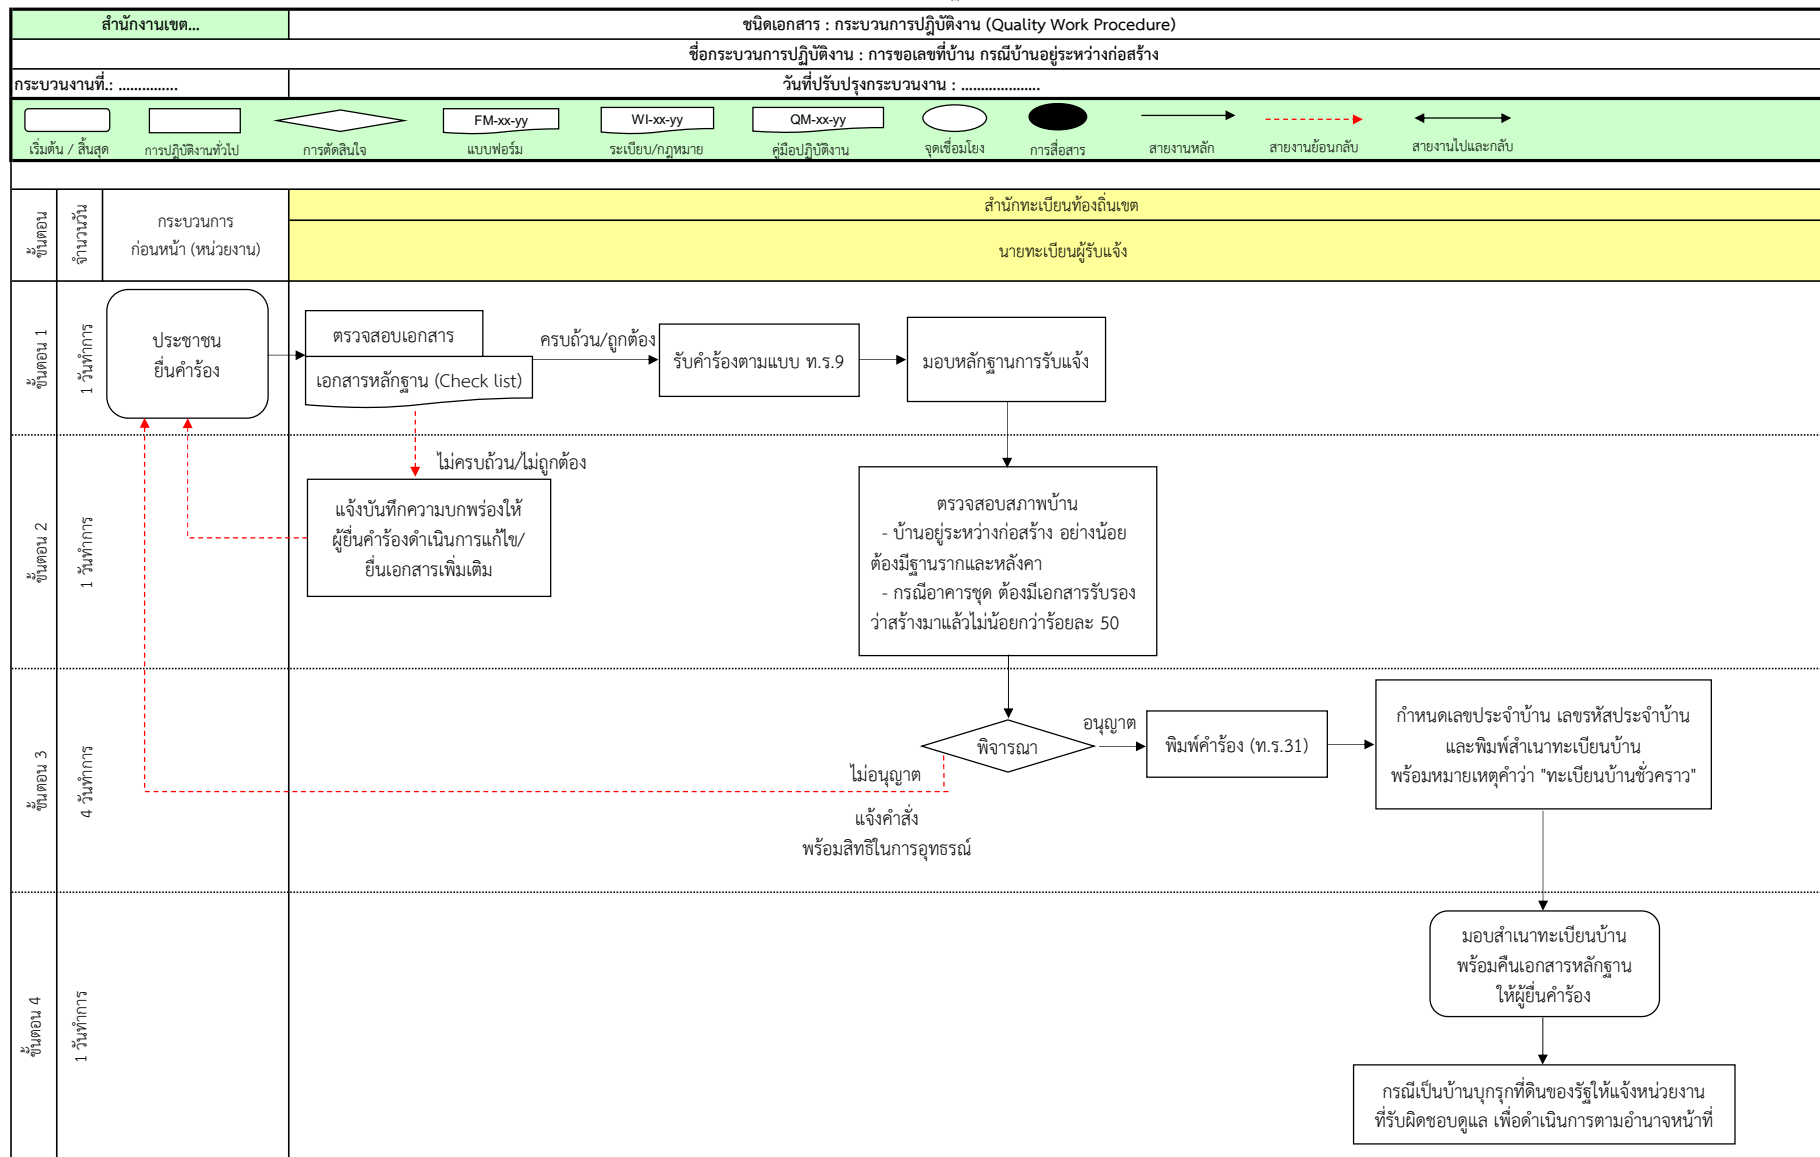 สำนักงานเขต...
ชนิดเอกสาร : กระบวนการปฏิบัติงาน (Quality Work Procedure)
ชื่อกระบวนการปฏิบัติงาน : การขอเลขที่บ้าน กรณีบ้านอยู่ระหว่างก่อสร้าง
กระบวนงานที่.: ...............
วันที่ปรับปรุงกระบวนงาน : ....................
FM-xx-yy
WI-xx-yy
QM-xx-yy
เริ่มต้น / สิ้นสุด
การปฏิบัติงานทั่วไป
การตัดสินใจ
แบบฟอร์ม
ระเบียบ/กฎหมาย
คู่มือปฏิบัติงาน
จุดเชื่อมโยง
การสื่อสาร
สายงานหลัก
สายงานย้อนกลับ
สายงานไปและกลับ
ขั้นตอน
จำนวนวัน
กระบวนการ
ก่อนหน้า (หน่วยงาน)
สำนักทะเบียนท้องถิ่นเขต
นายทะเบียนผู้รับแจ้ง
ขั้นตอน 1
1 วันทำการ
ประชาชน
ยื่นคำร้อง
ตรวจสอบเอกสาร
เอกสารหลักฐาน (Check list)
ครบถ้วน/ถูกต้อง
รับคำร้องตามแบบ ท.ร.9
มอบหลักฐานการรับแจ้ง
ขั้นตอน 2
1 วันทำการ
ไม่ครบถ้วน/ไม่ถูกต้อง
แจ้งบันทึกความบกพร่องให้
ผู้ยื่นคำร้องดำเนินการแก้ไข/
ยื่นเอกสารเพิ่มเติม
ตรวจสอบสภาพบ้าน
- บ้านอยู่ระหว่างก่อสร้าง อย่างน้อย
ต้องมีฐานรากและหลังคา
- กรณีอาคารชุด ต้องมีเอกสารรับรอง
ว่าสร้างมาแล้วไม่น้อยกว่าร้อยละ 50
ขั้นตอน 3
4 วันทำการ
พิจารณา
อนุญาต
พิมพ์คำร้อง (ท.ร.31)
กำหนดเลขประจำบ้าน เลขรหัสประจำบ้าน
และพิมพ์สำเนาทะเบียนบ้าน
พร้อมหมายเหตุคำว่า "ทะเบียนบ้านชั่วคราว"
ไม่อนุญาต
แจ้งคำสั่ง
พร้อมสิทธิในการอุทธรณ์
ขั้นตอน 4
1 วันทำการ
มอบสำเนาทะเบียนบ้าน
พร้อมคืนเอกสารหลักฐาน
ให้ผู้ยื่นคำร้อง
กรณีเป็นบ้านบุกรุกที่ดินของรัฐให้แจ้งหน่วยงาน
ที่รับผิดชอบดูแล เพื่อดำเนินการตามอำนาจหน้าที่